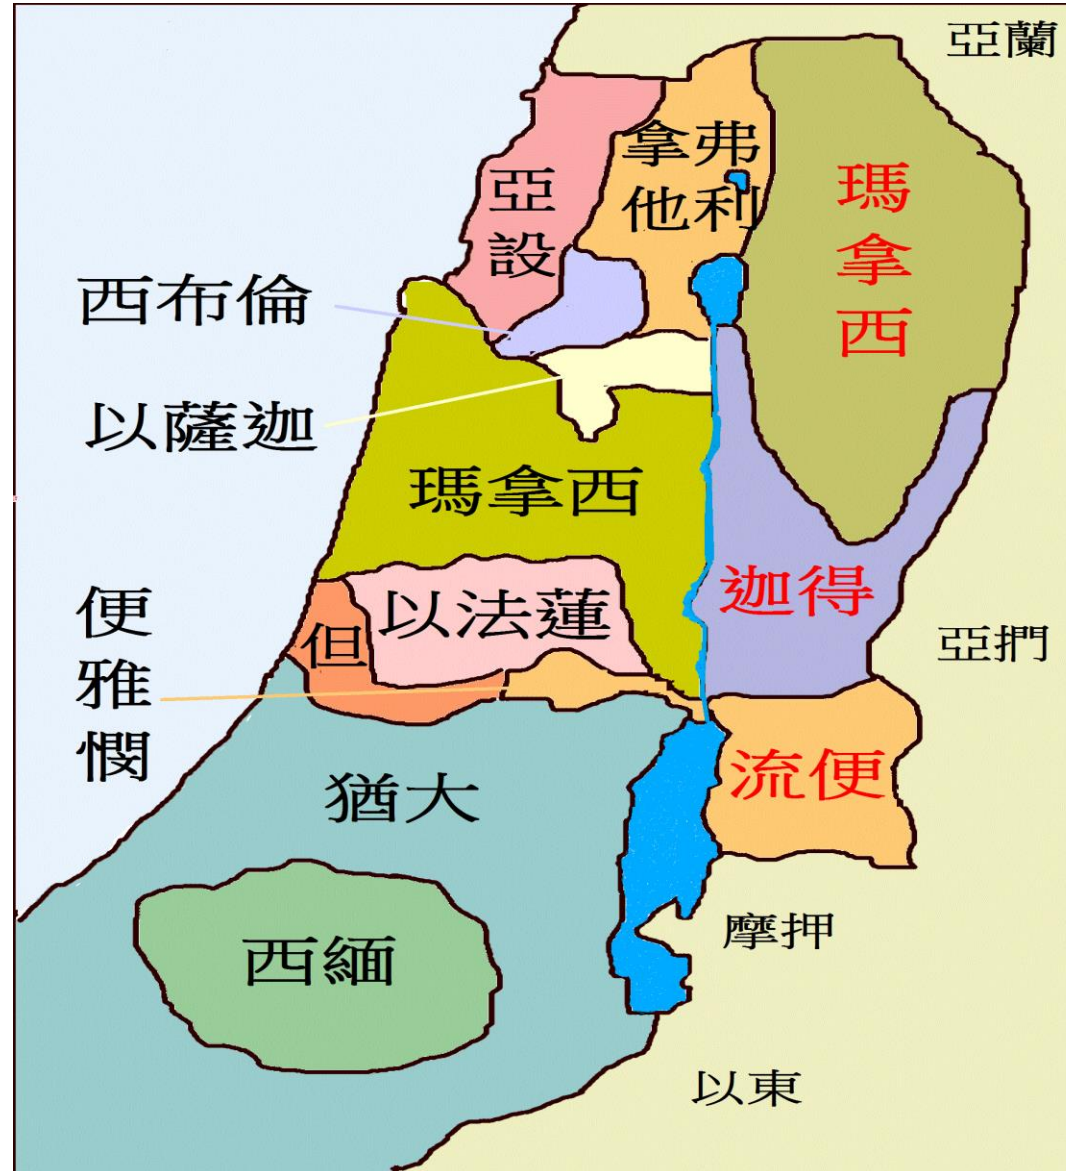 亞蘭
拿弗
他利
瑪
拿
西
亞
設
西布倫
以薩迦
瑪拿西
迦得
以法蓮
但
便
雅
憫
亞捫
流便
猶大
摩押
西緬
以東